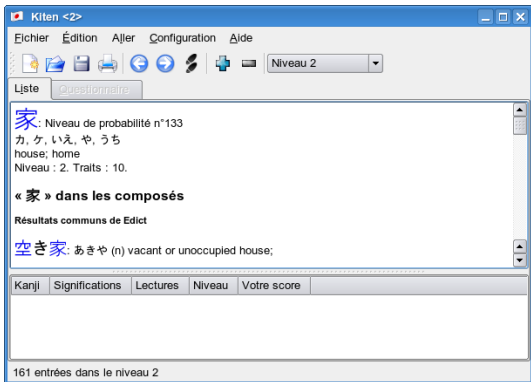 Kiten <2>
Fichier Édition Aller Configuration Aide
Niveau 2
Liste Questionnaire
家: Niveau de probabilité n°133
カ, ケ, いえ, や, うち
house; home
Niveau : 2. Traits : 10.
« 家 » dans les composés
Résultats communs de Edict
空き家: あきや (n) vacant or unoccupied house;
Kanji Significations Lectures Niveau Votre score
161 entrées dans le niveau 2